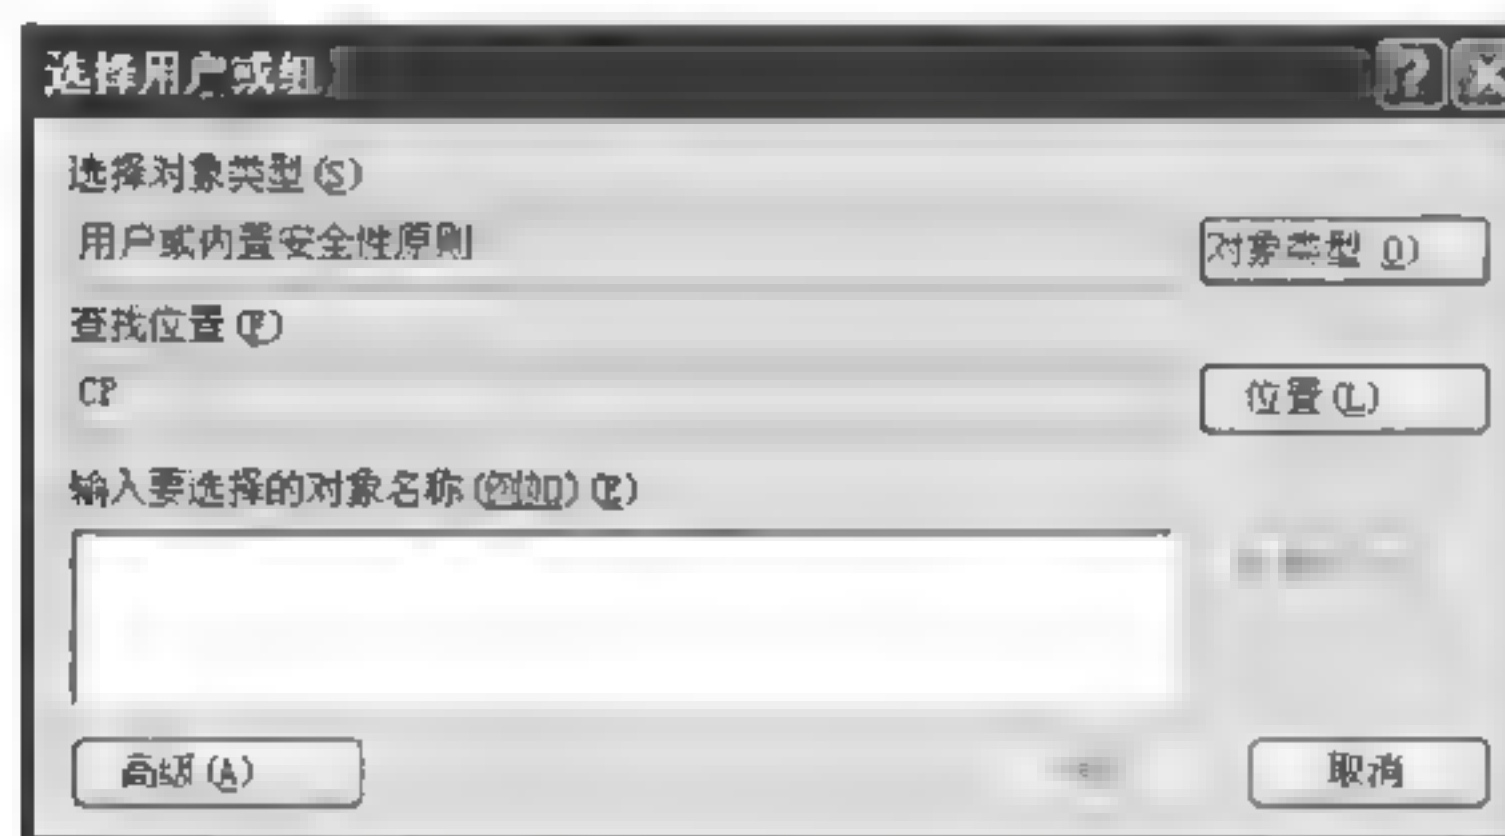 选择用户或组
选择对象类型(S)
用户或内置安全性原则
对象类型 O)
查找位置(F)
CP
位置(L)
输入要选择的对象名称(例如)(E)
高级(A)
取消